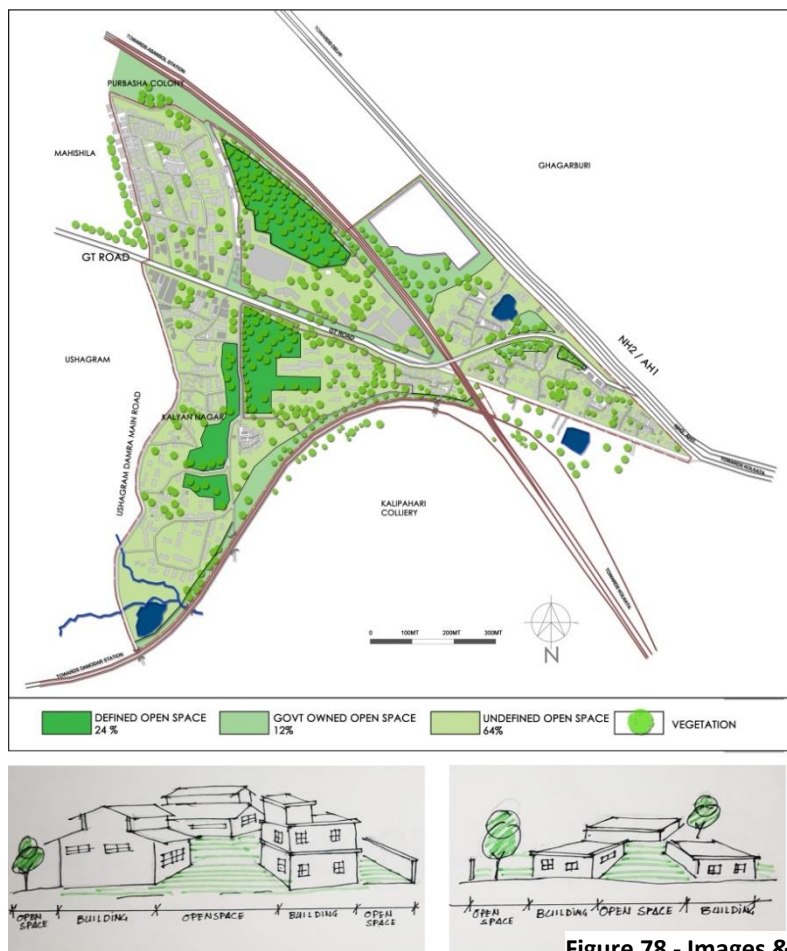 TOWARDS ASANSOL STATION
TOWARDS DELHI
PURBASHA COLONY
MAHISHILA
GHAGARBURI
GT ROAD
GT ROAD
NH2 / AH1
USHAGRAM
KALYAN NAGAR
USHAGRAM DAMRA MAIN ROAD
TOWARDS KOLKATA
KALIPAHARI
COLLIERY
TOWARDS KOLKATA
0 100MT 200MT 300MT
N
TOWARDS DAMODAR STATION
DEFINED OPEN SPACE
24 %
GOVT OWNED OPEN SPACE
12%
UNDEFINED OPEN SPACE
64%
VEGETATION
OPEN SPACE
BUILDING
OPENSPACE
BUILDING
OPEN SPACE
OPEN SPACE
BUILDING
OPEN SPACE
BUILDING
Figure 78 - Images &